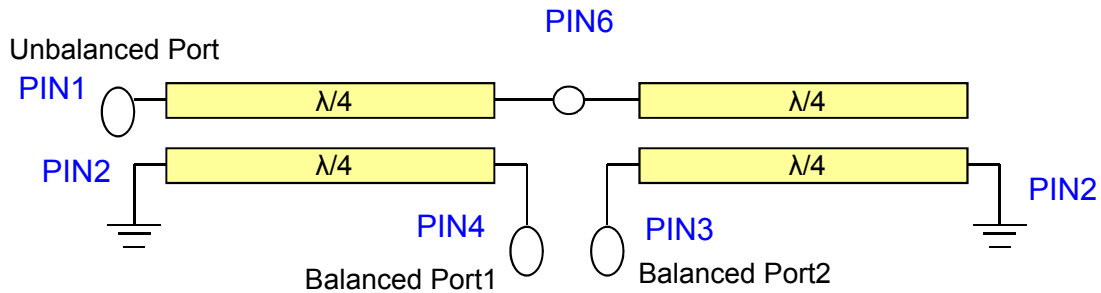 PIN6
Unbalanced Port
PIN1
λ/4
λ/4
PIN2
λ/4
λ/4
PIN2
PIN4
PIN3
Balanced Port1
Balanced Port2